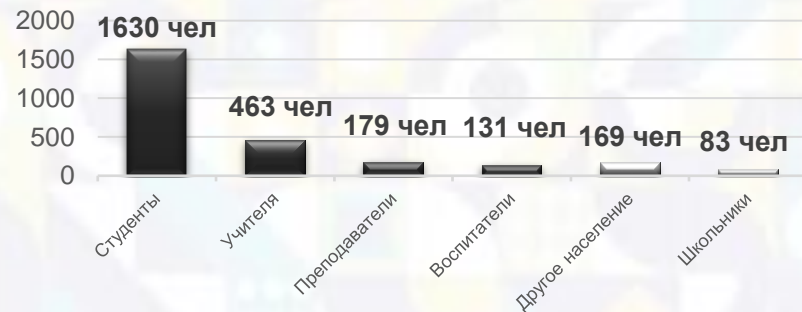 2000
1500
1000
500
0
1630 чел
463 чел
179 чел
131 чел
169 чел
83 чел
Студенты
Учителя
Преподаватели
Воспитатели
Другое население
Школьники